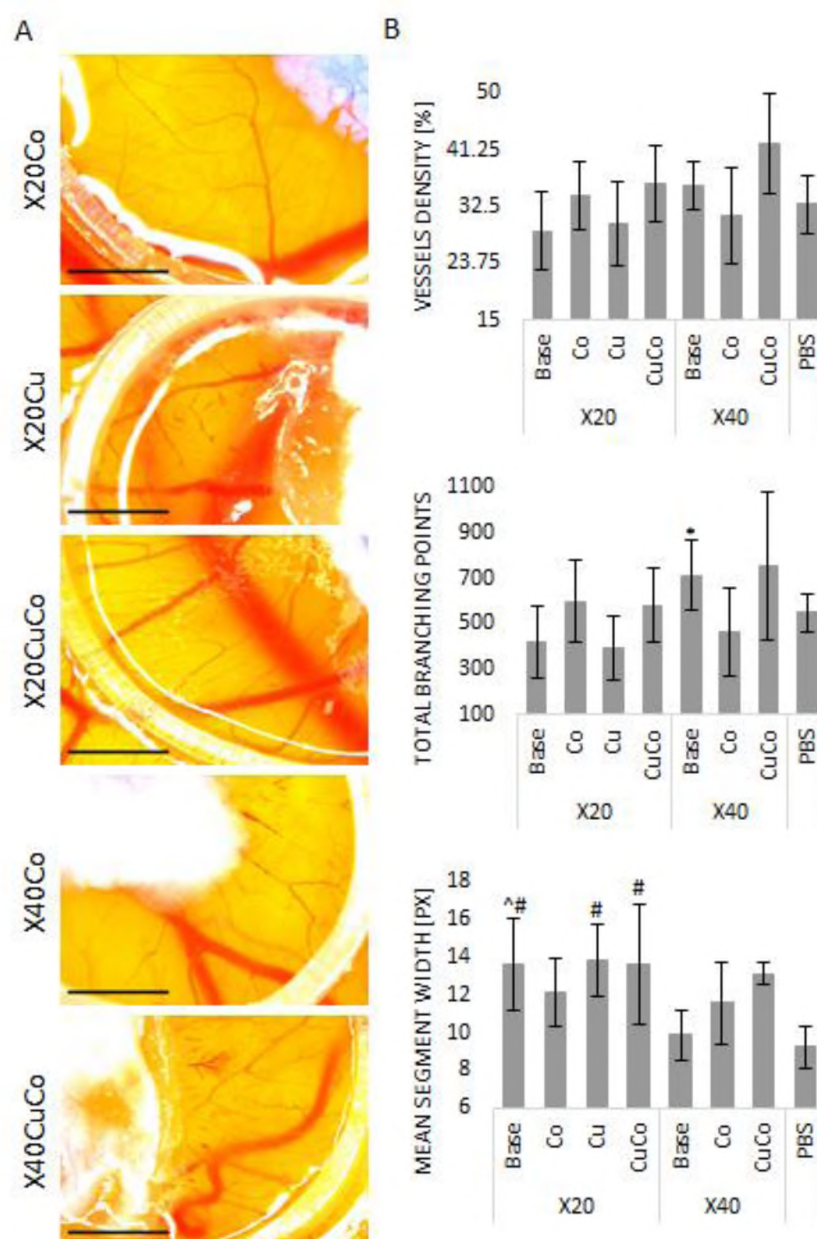 A
B
X20Co
X20Cu
X20CuCo
X40Co
X40CuCo
VESSELS DENSITY [%]
50
41.25
32.5
23.75
15
Base Co Cu CuCo Base Co CuCo PBS
X20 X40
TOTAL BRANCHING POINTS
1100
900
700
500
300
100
*
Base Co Cu CuCo Base Co CuCo PBS
X20 X40
MEAN SEGMENT WIDTH [PX]
18
16
14
12
10
8
6
^# # #
Base Co Cu CuCo Base Co CuCo PBS
X20 X40